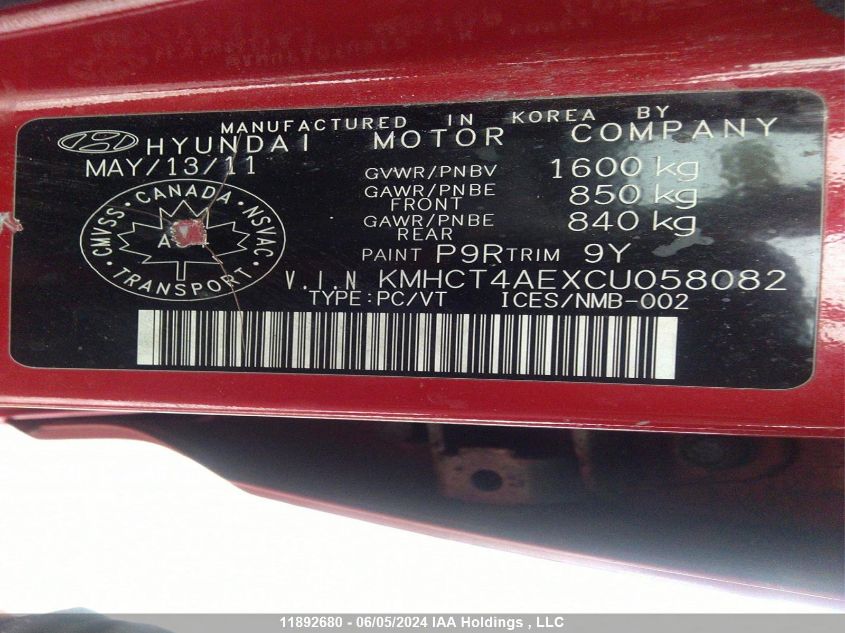 MANUFACTURED IN KOREA BY
HYUNDAI MOTOR COMPANY
MAY/13/11
GVWR/PNBV 1600 kg
GAWR/PNBE FRONT 850 kg
GAWR/PNBE REAR 840 kg
PAINT P9R TRIM 9Y
CANADA
CMVSS
NSVAC
TRANSPORT
V.I.N KMHCT4AEXCU058082
TYPE:PC/VT ICES/NMB-002
11892680 - 06/05/2024 IAA Holdings , LLC